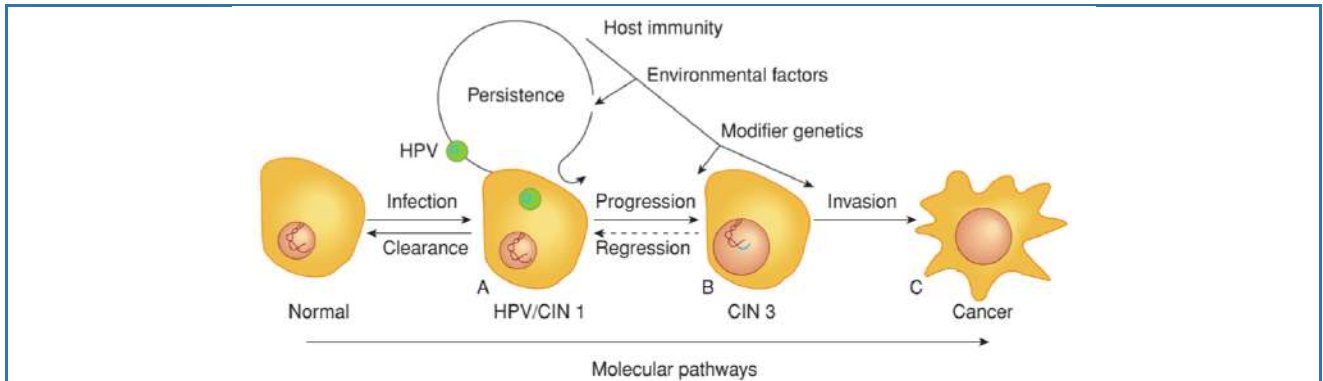 Host immunity
Environmental factors
Persistence
Modifier genetics
HPV
Infection
Progression
Invasion
Clearance
Regression
A
B
C
Normal
HPV/CIN 1
CIN 3
Cancer
Molecular pathways